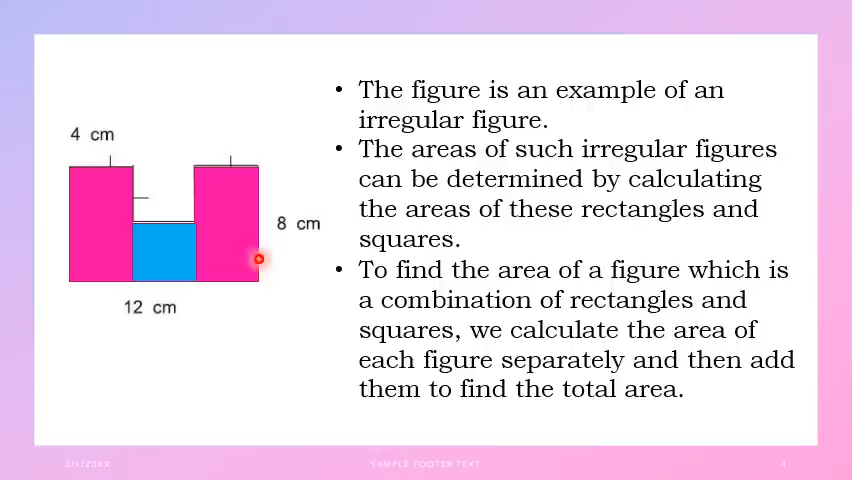 4 cm
8 cm
12 cm
• The figure is an example of an
irregular figure.
• The areas of such irregular figures
can be determined by calculating
the areas of these rectangles and
squares.
• To find the area of a figure which is
a combination of rectangles and
squares, we calculate the area of
each figure separately and then add
them to find the total area.
3/1/20XX
SAMPLE FOOTER TEXT
4